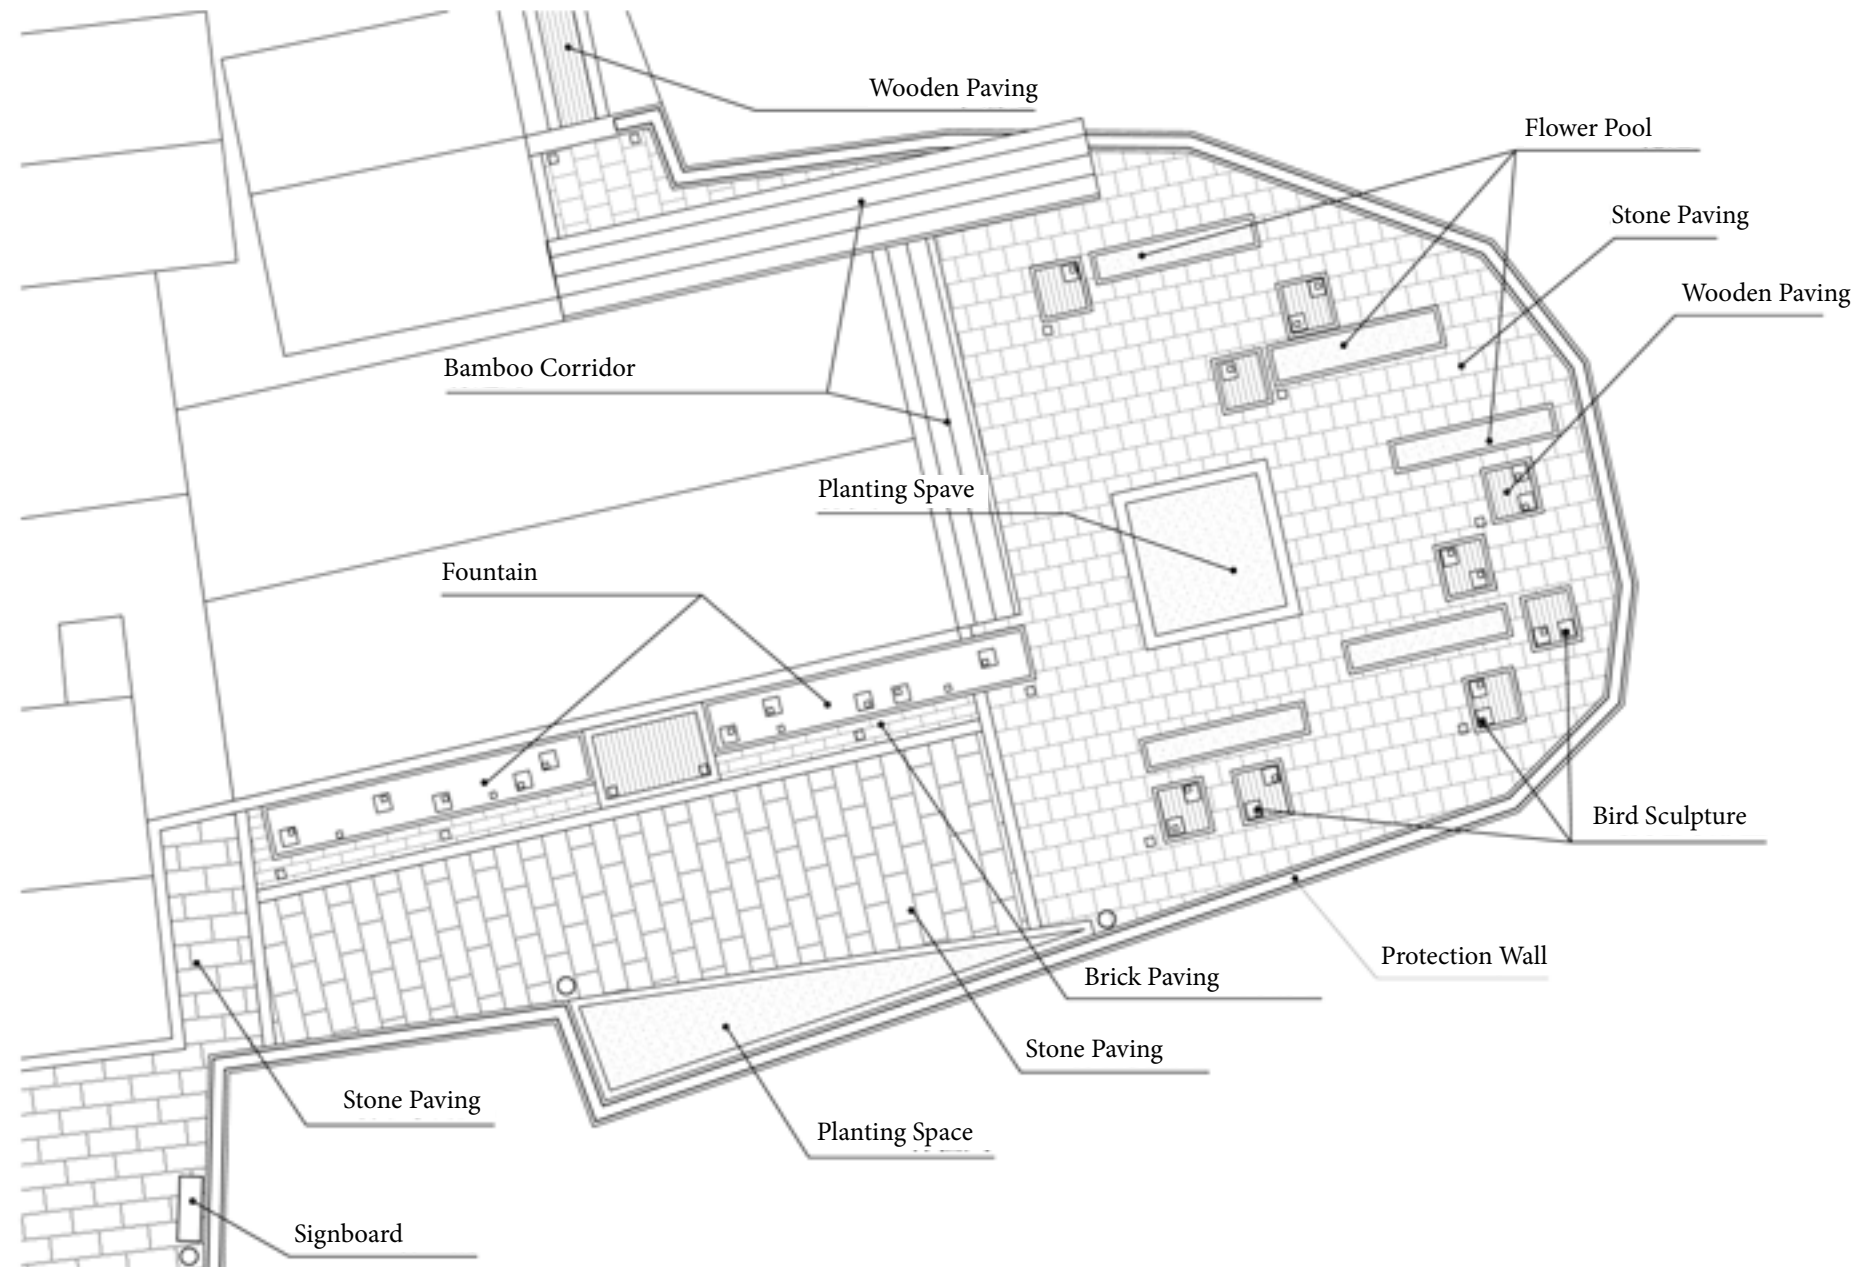 Wooden Paving
Flower Pool
Stone Paving
Wooden Paving
Bamboo Corridor
Planting Spave
Fountain
Bird Sculpture
Protection Wall
Brick Paving
Stone Paving
Stone Paving
Planting Space
Signboard